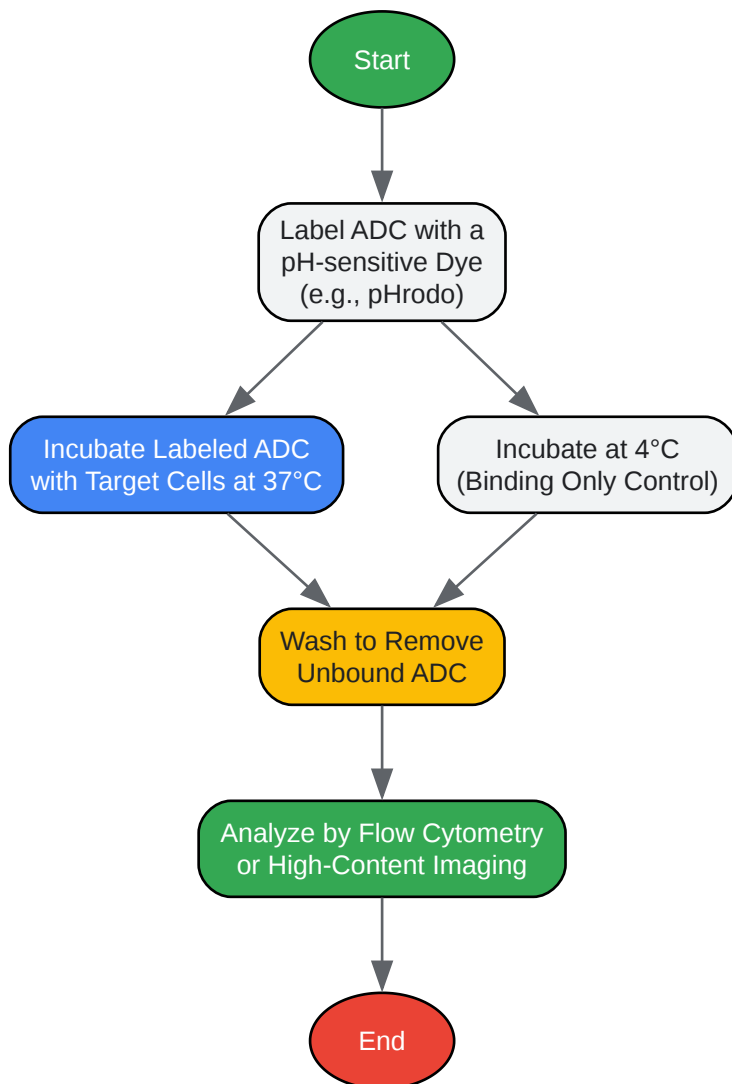 Start
Label ADC with a
pH-sensitive Dye
(e.g., pHrodo)
Incubate Labeled ADC
with Target Cells at 37°C
Incubate at 4°C
(Binding Only Control)
Wash to Remove
Unbound ADC
Analyze by Flow Cytometry
or High-Content Imaging
End